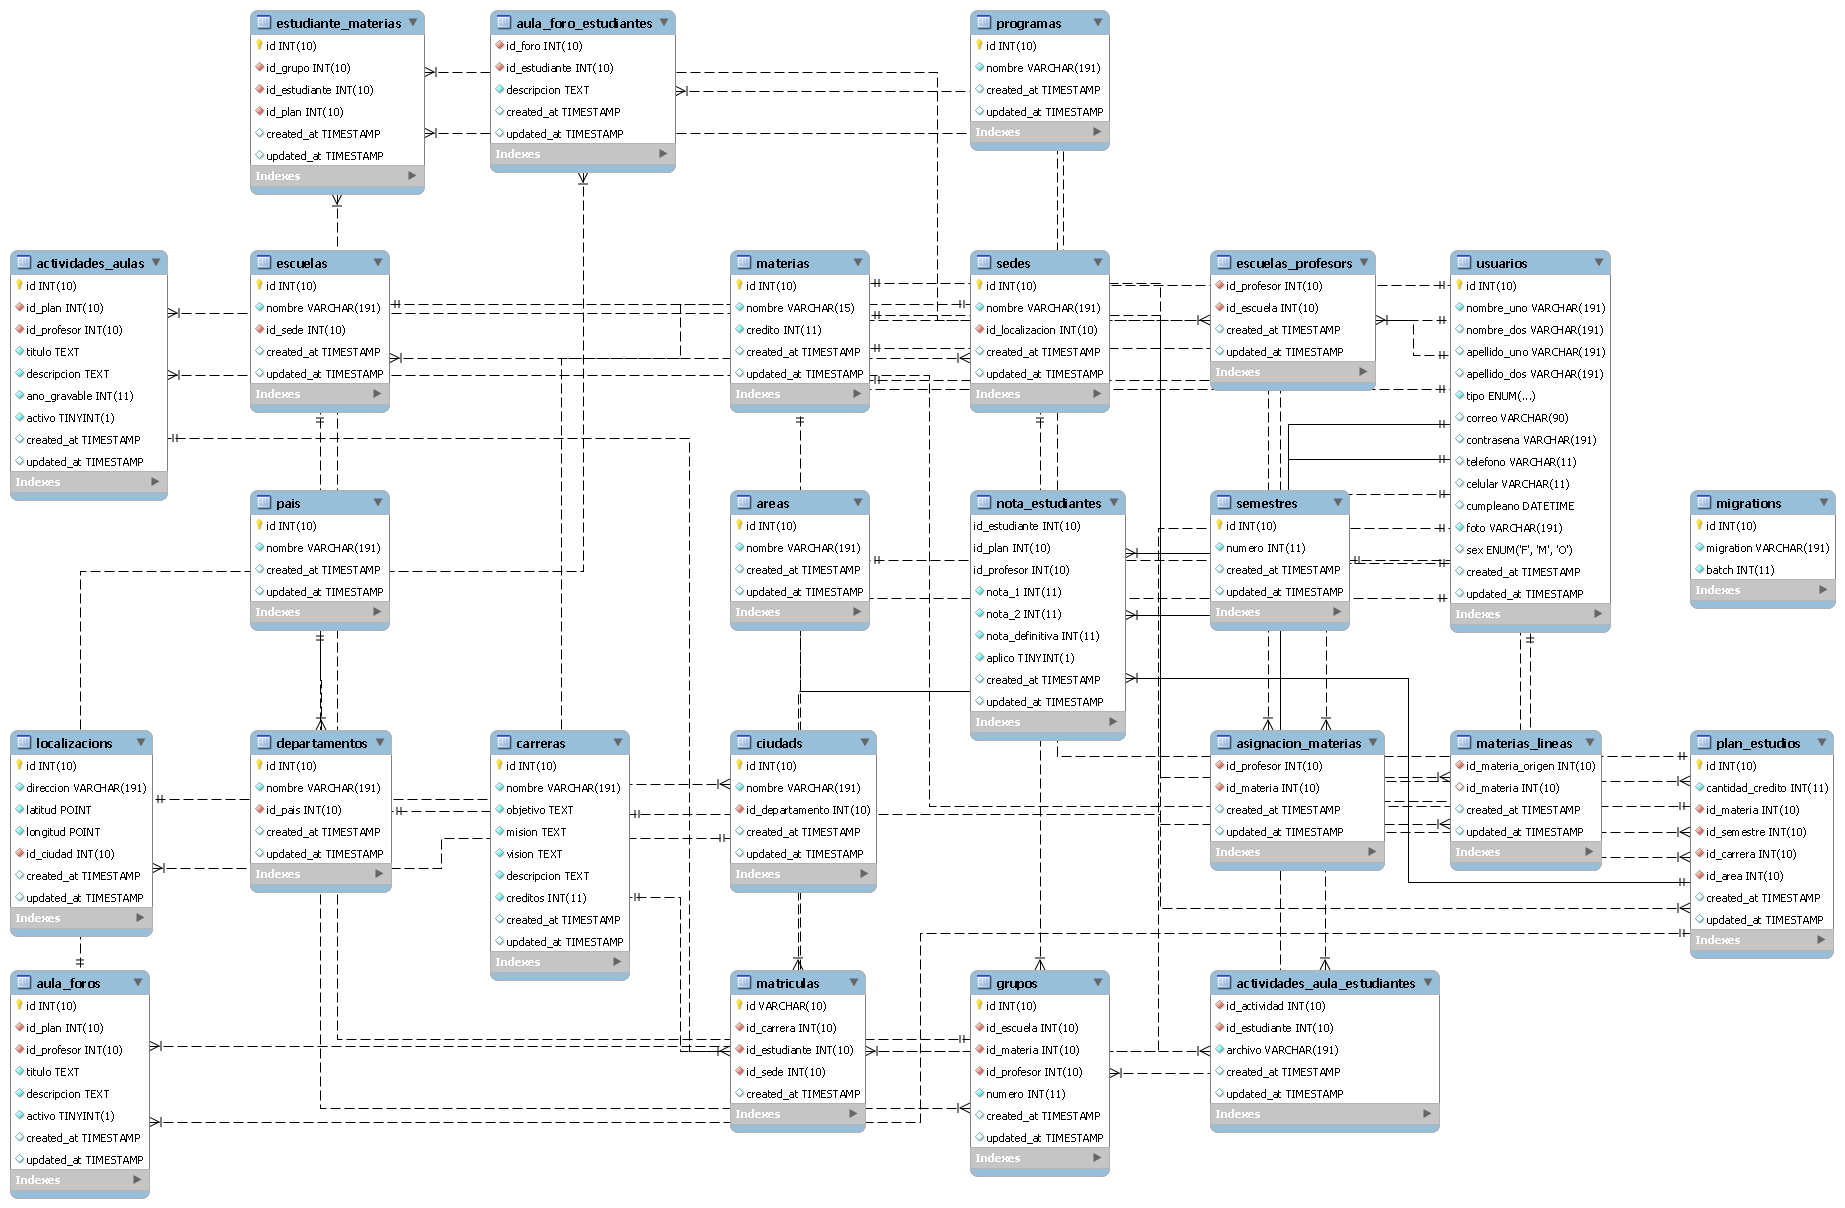 estudiante_materias
id INT(10)
id_grupo INT(10)
id_estudiante INT(10)
id_plan INT(10)
created_at TIMESTAMP
updated_at TIMESTAMP
Indexes
aula_foro_estudiantes
id_foro INT(10)
id_estudiante INT(10)
descripcion TEXT
created_at TIMESTAMP
updated_at TIMESTAMP
Indexes
programas
id INT(10)
nombre VARCHAR(191)
created_at TIMESTAMP
updated_at TIMESTAMP
Indexes
actividades_aulas
id INT(10)
id_plan INT(10)
id_profesor INT(10)
titulo TEXT
descripcion TEXT
ano_gravable INT(11)
activo TINYINT(1)
created_at TIMESTAMP
updated_at TIMESTAMP
Indexes
escuelas
id INT(10)
nombre VARCHAR(191)
id_sede INT(10)
created_at TIMESTAMP
updated_at TIMESTAMP
Indexes
materias
id INT(10)
nombre VARCHAR(15)
credito INT(11)
created_at TIMESTAMP
updated_at TIMESTAMP
Indexes
sedes
id INT(10)
nombre VARCHAR(191)
id_localizacion INT(10)
created_at TIMESTAMP
updated_at TIMESTAMP
Indexes
escuelas_profesors
id_profesor INT(10)
id_escuela INT(10)
created_at TIMESTAMP
updated_at TIMESTAMP
Indexes
usuarios
id INT(10)
nombre_uno VARCHAR(191)
nombre_dos VARCHAR(191)
apellido_uno VARCHAR(191)
apellido_dos VARCHAR(191)
tipo ENUM(...)
correo VARCHAR(90)
contrasena VARCHAR(191)
telefono VARCHAR(11)
celular VARCHAR(11)
cumpleano DATETIME
foto VARCHAR(191)
sex ENUM('F', 'M', 'O')
created_at TIMESTAMP
updated_at TIMESTAMP
Indexes
pais
id INT(10)
nombre VARCHAR(191)
created_at TIMESTAMP
updated_at TIMESTAMP
Indexes
areas
id INT(10)
nombre VARCHAR(191)
created_at TIMESTAMP
updated_at TIMESTAMP
Indexes
nota_estudiantes
id_estudiante INT(10)
id_plan INT(10)
id_profesor INT(10)
nota_1 INT(11)
nota_2 INT(11)
nota_definitiva INT(11)
aplico TINYINT(1)
created_at TIMESTAMP
updated_at TIMESTAMP
Indexes
semestres
id INT(10)
numero INT(11)
created_at TIMESTAMP
updated_at TIMESTAMP
Indexes
migrations
id INT(10)
migration VARCHAR(191)
batch INT(11)
Indexes
localizacions
id INT(10)
direccion VARCHAR(191)
latitud POINT
longitud POINT
id_ciudad INT(10)
created_at TIMESTAMP
updated_at TIMESTAMP
Indexes
departamentos
id INT(10)
nombre VARCHAR(191)
id_pais INT(10)
created_at TIMESTAMP
updated_at TIMESTAMP
Indexes
carreras
id INT(10)
nombre VARCHAR(191)
objetivo TEXT
mision TEXT
vision TEXT
descripcion TEXT
creditos INT(11)
created_at TIMESTAMP
updated_at TIMESTAMP
Indexes
ciudads
id INT(10)
nombre VARCHAR(191)
id_departamento INT(10)
created_at TIMESTAMP
updated_at TIMESTAMP
Indexes
asignacion_materias
id_profesor INT(10)
id_materia INT(10)
created_at TIMESTAMP
updated_at TIMESTAMP
Indexes
materias_lineas
id_materia_origen INT(10)
id_materia INT(10)
created_at TIMESTAMP
updated_at TIMESTAMP
Indexes
plan_estudios
id INT(10)
cantidad_credito INT(11)
id_materia INT(10)
id_semestre INT(10)
id_carrera INT(10)
id_area INT(10)
created_at TIMESTAMP
updated_at TIMESTAMP
Indexes
aula_foros
id INT(10)
id_plan INT(10)
id_profesor INT(10)
titulo TEXT
descripcion TEXT
activo TINYINT(1)
created_at TIMESTAMP
updated_at TIMESTAMP
Indexes
matriculas
id VARCHAR(10)
id_carrera INT(10)
id_estudiante INT(10)
id_sede INT(10)
created_at TIMESTAMP
Indexes
grupos
id INT(10)
id_escuela INT(10)
id_materia INT(10)
id_profesor INT(10)
numero INT(11)
created_at TIMESTAMP
updated_at TIMESTAMP
Indexes
actividades_aula_estudiantes
id_actividad INT(10)
id_estudiante INT(10)
archivo VARCHAR(191)
created_at TIMESTAMP
updated_at TIMESTAMP
Indexes